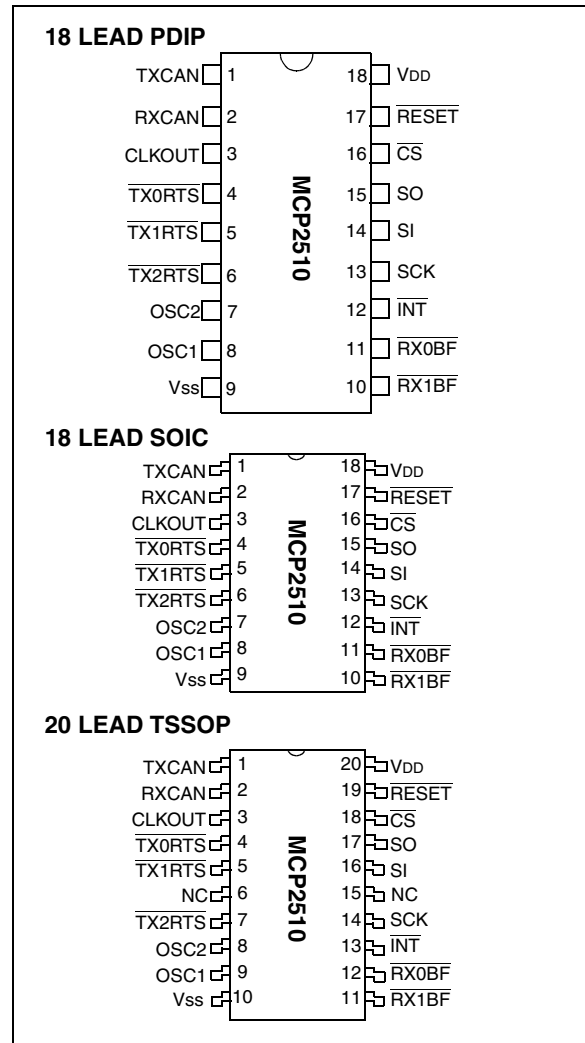 18 LEAD PDIP
TXCAN 1 18 VDD
RXCAN 2 17 RESET
CLKOUT 3 16 CS
TX0RTS 4 15 SO
TX1RTS 5 14 SI
TX2RTS 6 13 SCK
OSC2 7 12 INT
OSC1 8 11 RX0BF
Vss 9 10 RX1BF
MCP2510
18 LEAD SOIC
TXCAN 1 18 VDD
RXCAN 2 17 RESET
CLKOUT 3 16 CS
TX0RTS 4 15 SO
TX1RTS 5 14 SI
TX2RTS 6 13 SCK
OSC2 7 12 INT
OSC1 8 11 RX0BF
Vss 9 10 RX1BF
MCP2510
20 LEAD TSSOP
TXCAN 1 20 VDD
RXCAN 2 19 RESET
CLKOUT 3 18 CS
TX0RTS 4 17 SO
TX1RTS 5 16 SI
NC 6 15 NC
TX2RTS 7 14 SCK
OSC2 8 13 INT
OSC1 9 12 RX0BF
Vss 10 11 RX1BF
MCP2510